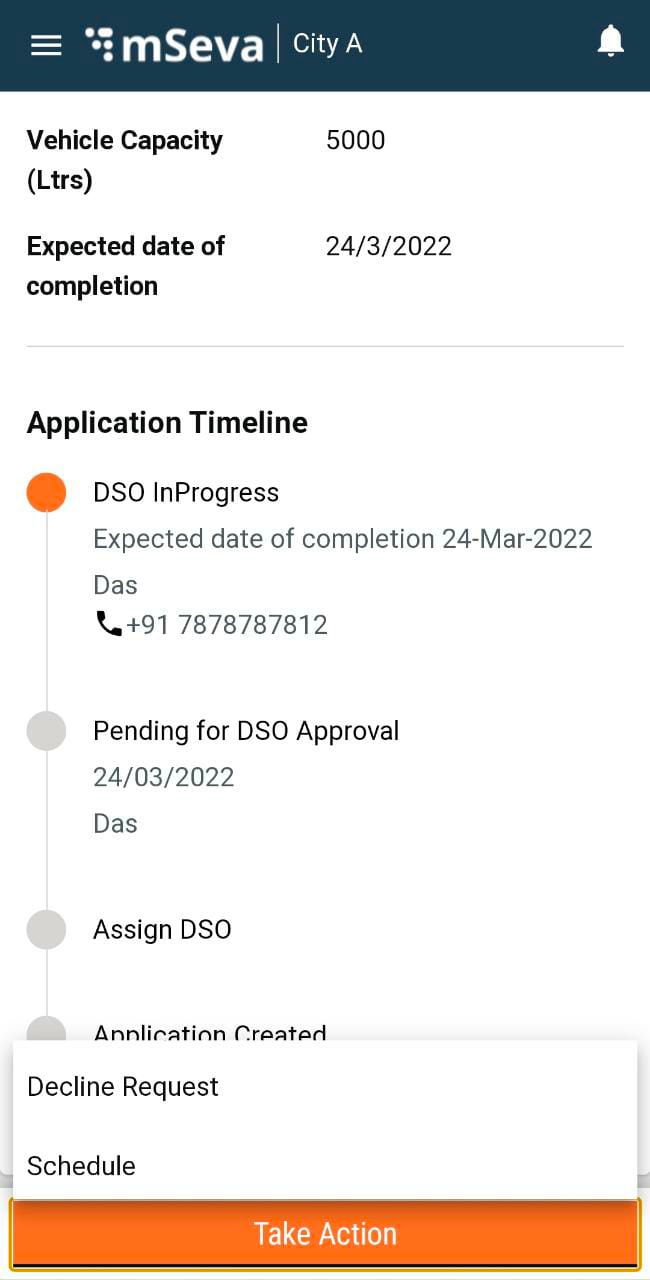 mSeva City A
Vehicle Capacity 5000
(Ltrs)
Expected date of 24/3/2022
completion
Application Timeline
DSO InProgress
Expected date of completion 24-Mar-2022
Das
+91 7878787812
Pending for DSO Approval
24/03/2022
Das
Assign DSO
Application Created
Decline Request
Schedule
Take Action